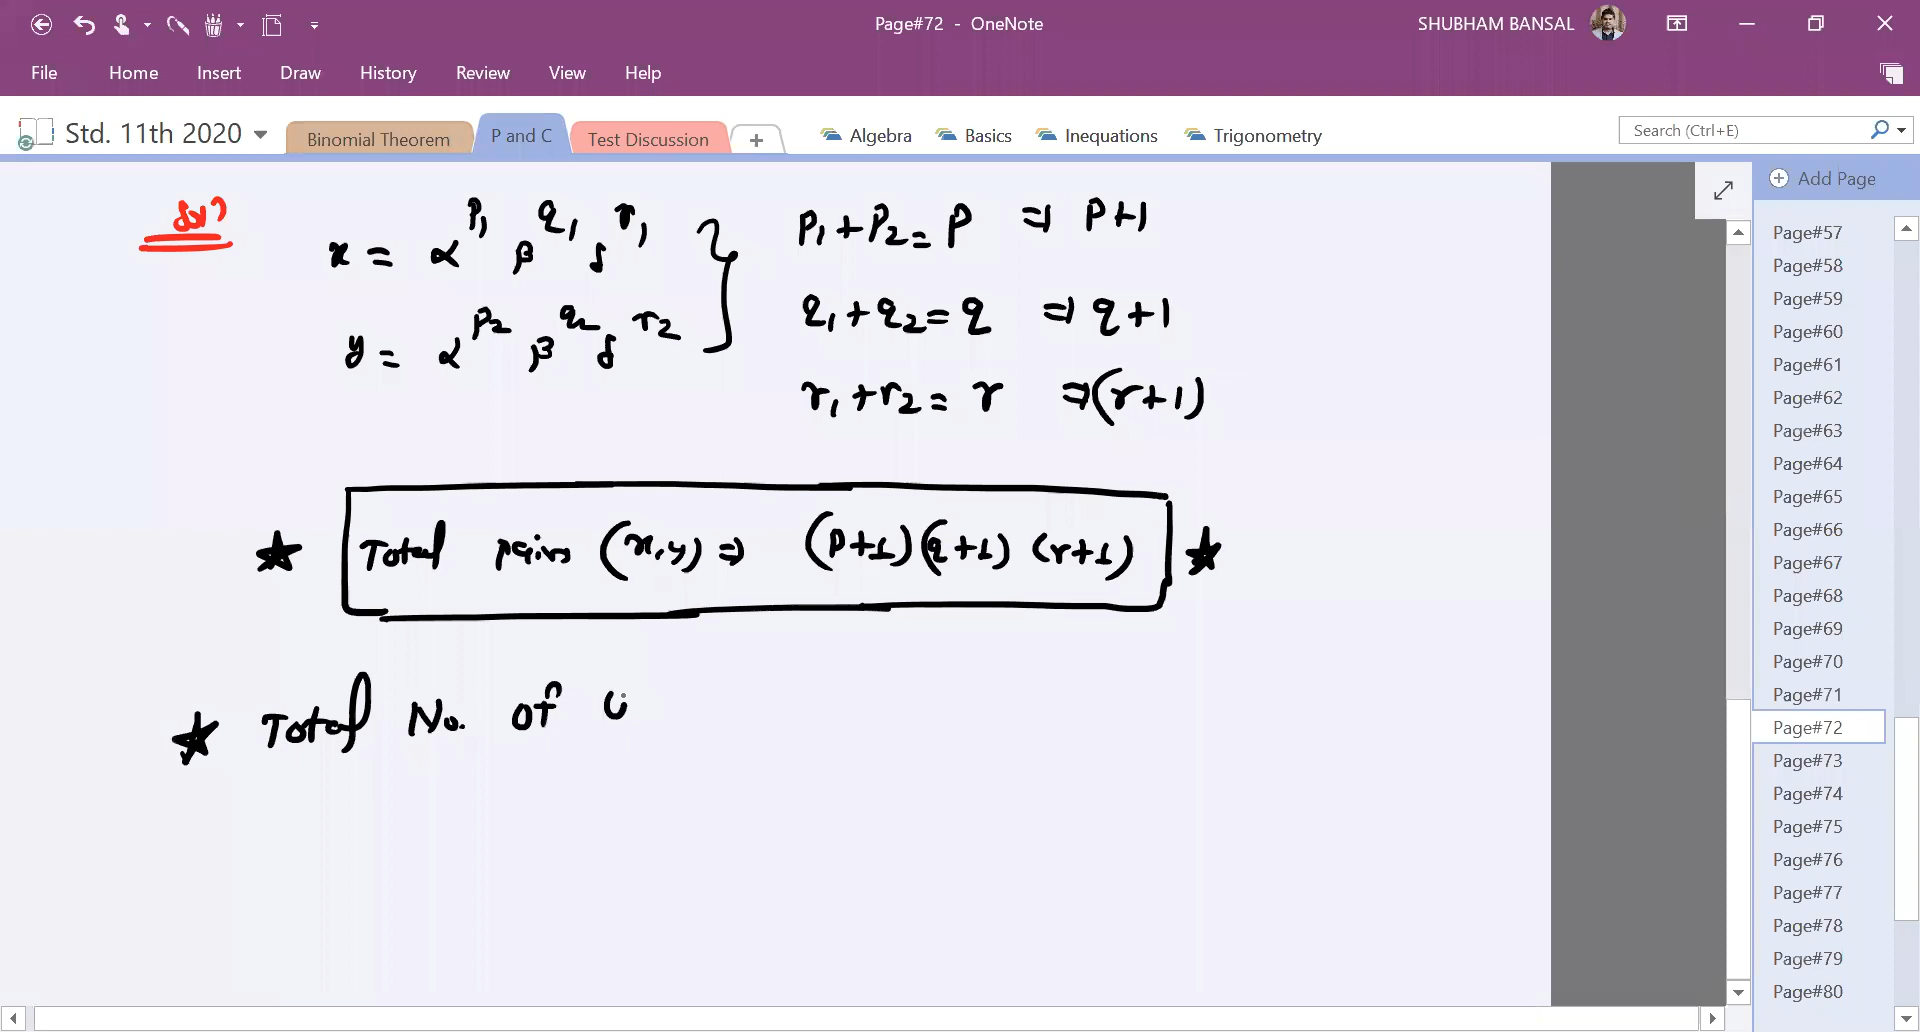 Page#72 - OneNote
SHUBHAM BANSAL
File Home Insert Draw History Review View Help
Std. 11th 2020
Binomial Theorem
P and C
Test Discussion
Algebra
Basics
Inequations
Trigonometry
Search (Ctrl+E)
Add Page
x = α^p₁ β^q₁ δ^r₁
y = α^p₂ β^q₂ δ^r₂
p₁ + p₂ = p ⇒ p+1
q₁ + q₂ = q ⇒ q+1
r₁ + r₂ = r ⇒ (r+1)
★ Total pairs (x,y) ⇒ (p+1)(q+1)(r+1) ★
★ Total No. of
Page#57
Page#58
Page#59
Page#60
Page#61
Page#62
Page#63
Page#64
Page#65
Page#66
Page#67
Page#68
Page#69
Page#70
Page#71
Page#72
Page#73
Page#74
Page#75
Page#76
Page#77
Page#78
Page#79
Page#80